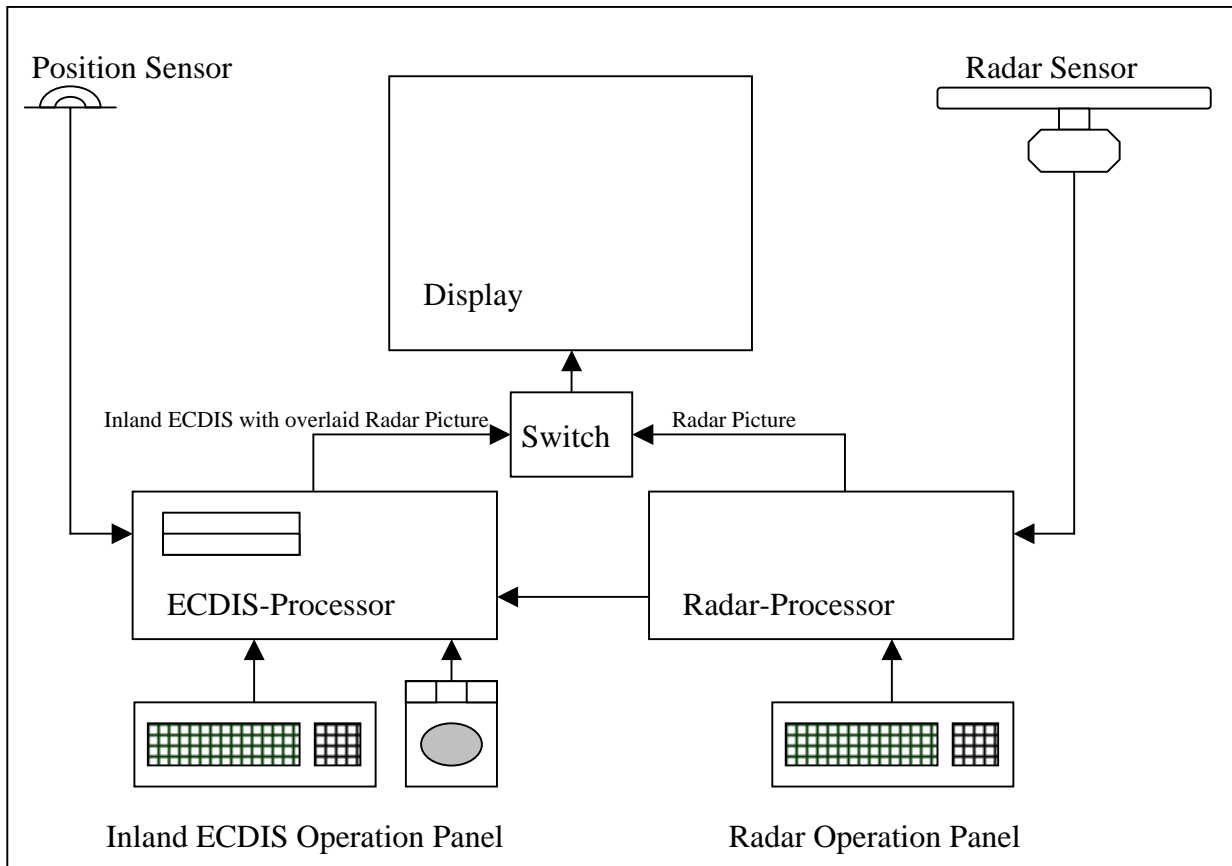 Position Sensor
Radar Sensor
Display
Inland ECDIS with overlaid Radar Picture
Switch
Radar Picture
ECDIS-Processor
Radar-Processor
Inland ECDIS Operation Panel
Radar Operation Panel